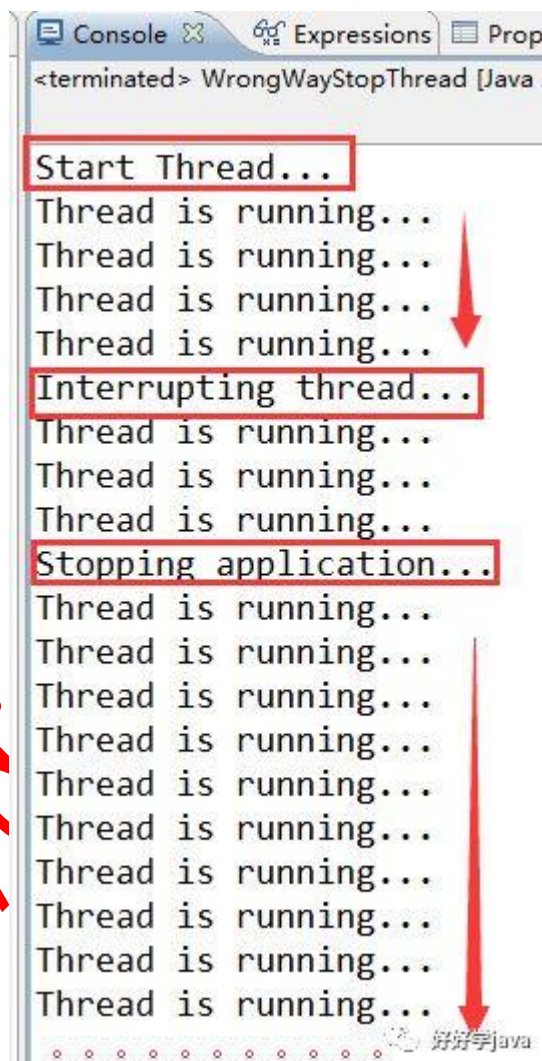 Console Expressions Prop
<terminated> WrongWayStopThread [Java
Start Thread...
Thread is running...
Thread is running...
Thread is running...
Thread is running...
Interrupting thread...
Thread is running...
Thread is running...
Thread is running...
Stopping application...
Thread is running...
Thread is running...
Thread is running...
Thread is running...
Thread is running...
Thread is running...
Thread is running...
Thread is running...
Thread is running...
Thread is running...
好好学java